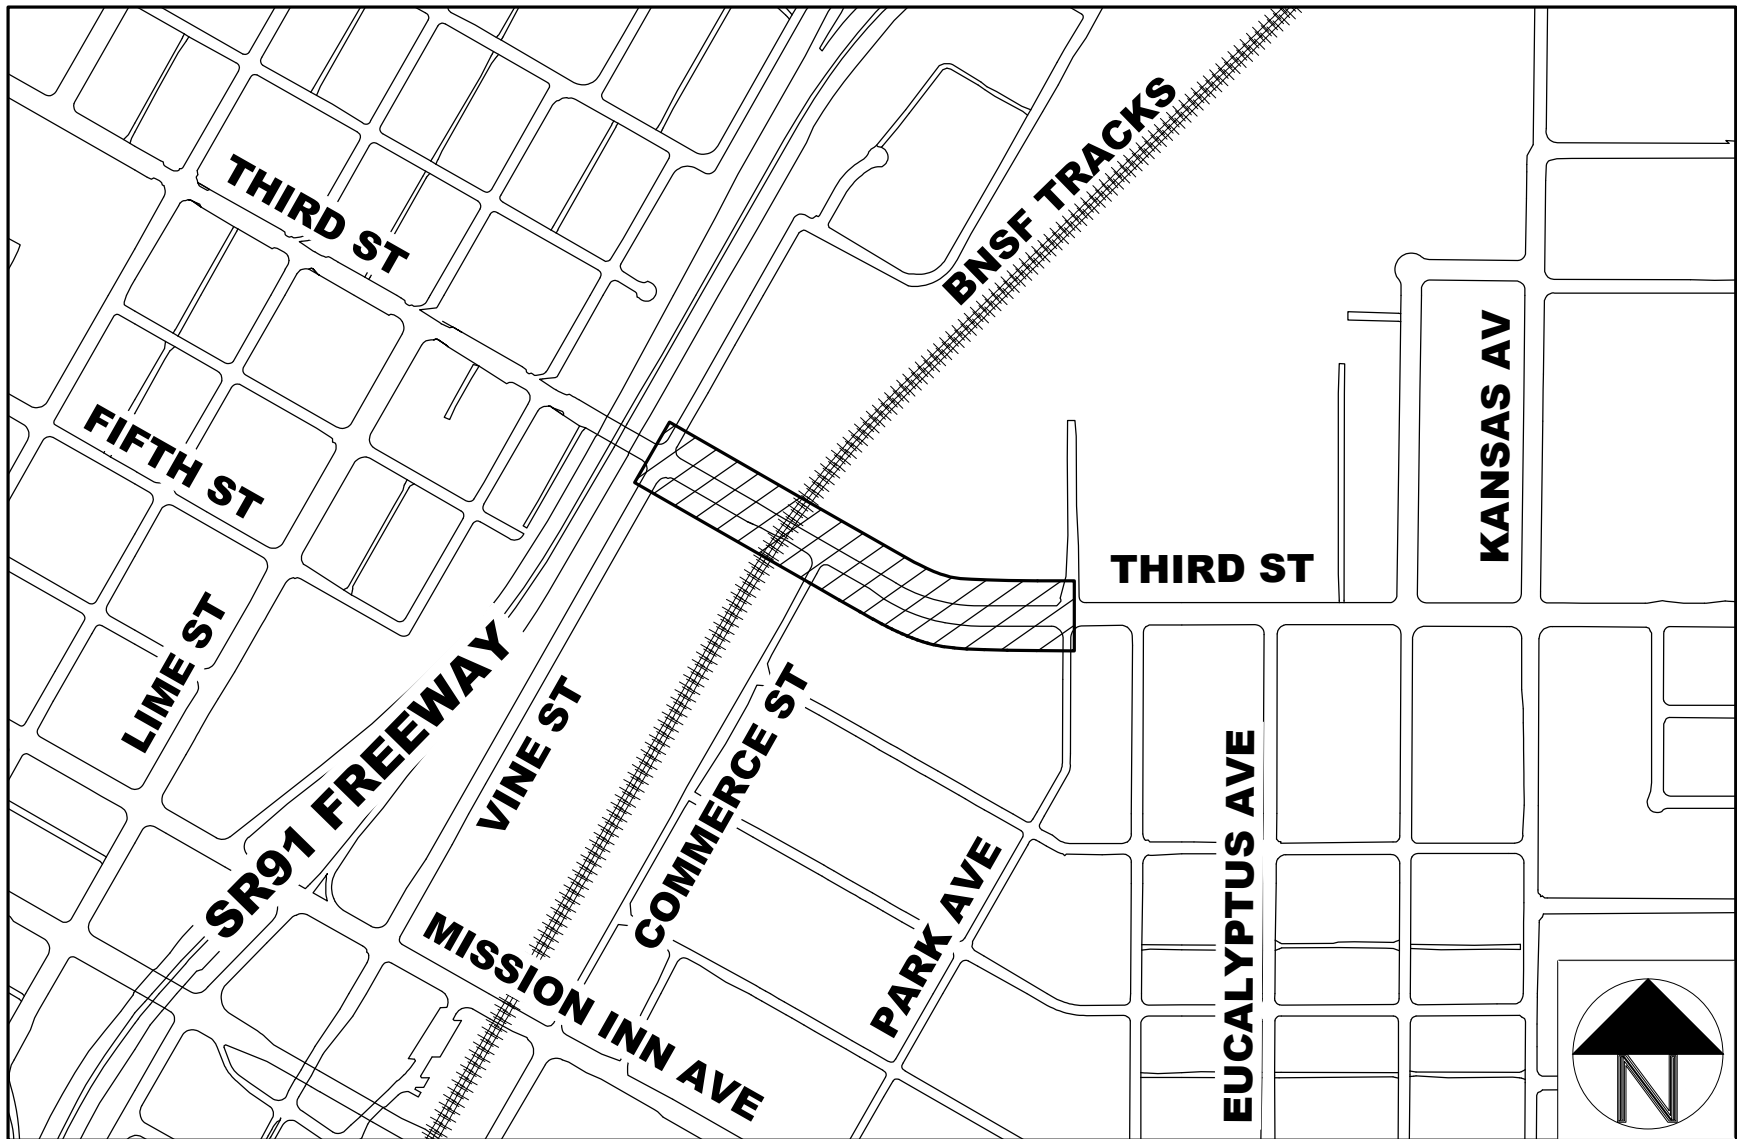 BNSF TRACKS
THIRD ST
KANSAS AV
FIFTH ST
THIRD ST
LIME ST
SR91 FREEWAY
VINE ST
COMMERCE ST
PARK AVE
EUCALYPTUS AVE
MISSION INN AVE
N